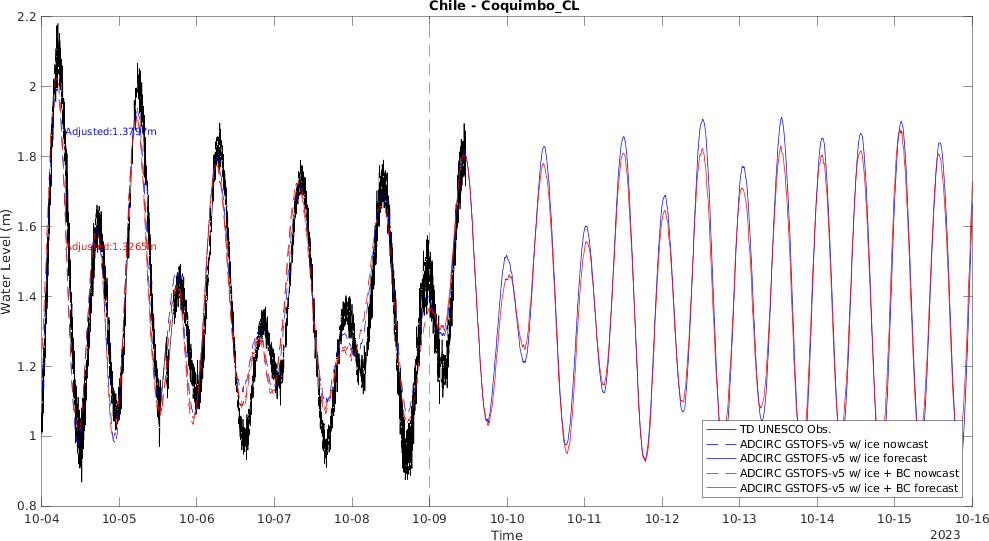 Chile - Coquimbo_CL
2.2
2
1.8
1.6
1.4
1.2
1
0.8
Water Level (m)
Adjusted:1.3797m
Adjusted:1.3265m
TD UNESCO Obs.
ADCIRC GSTOFS-v5 w/ ice nowcast
ADCIRC GSTOFS-v5 w/ ice forecast
ADCIRC GSTOFS-v5 w/ ice + BC nowcast
ADCIRC GSTOFS-v5 w/ ice + BC forecast
10-04 10-05 10-06 10-07 10-08 10-09 10-10 10-11 10-12 10-13 10-14 10-15 10-16
Time
2023